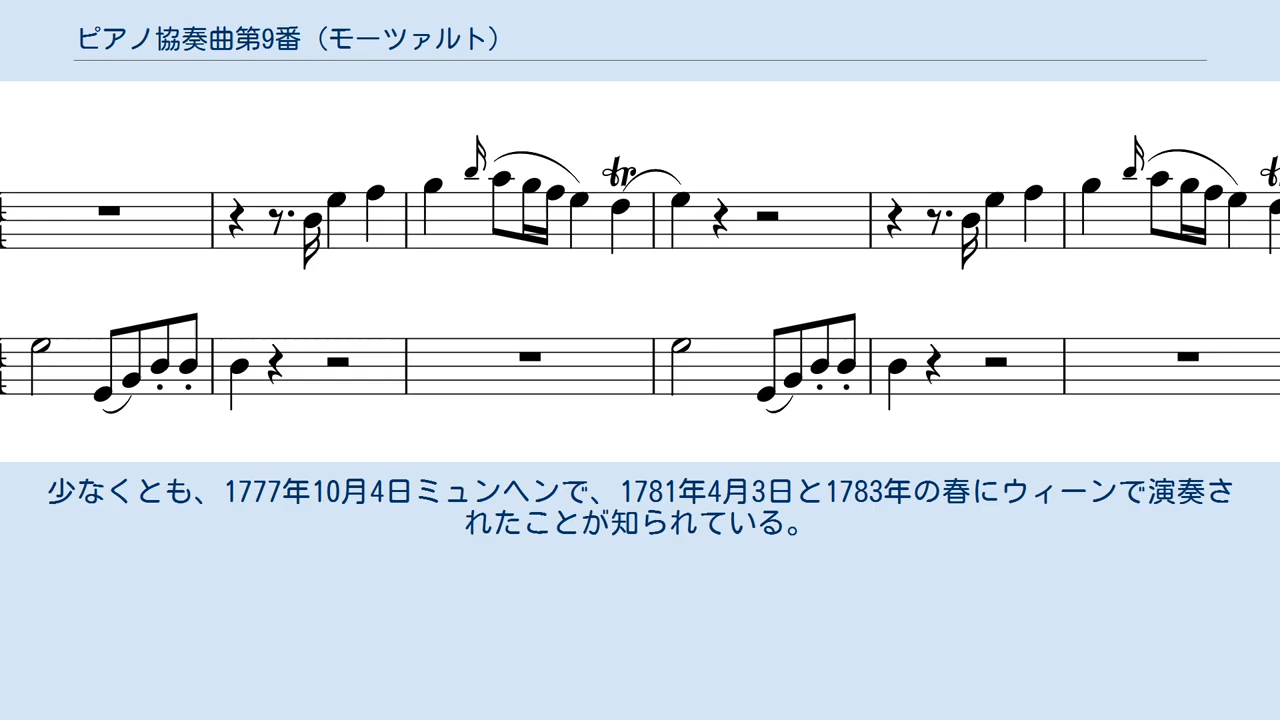 ピアノ協奏曲第9番（モーツァルト）
tr
少なくとも、1777年10月4日ミュンヘンで、1781年4月3日と1783年の春にウィーンで演奏さ
れたことが知られている。